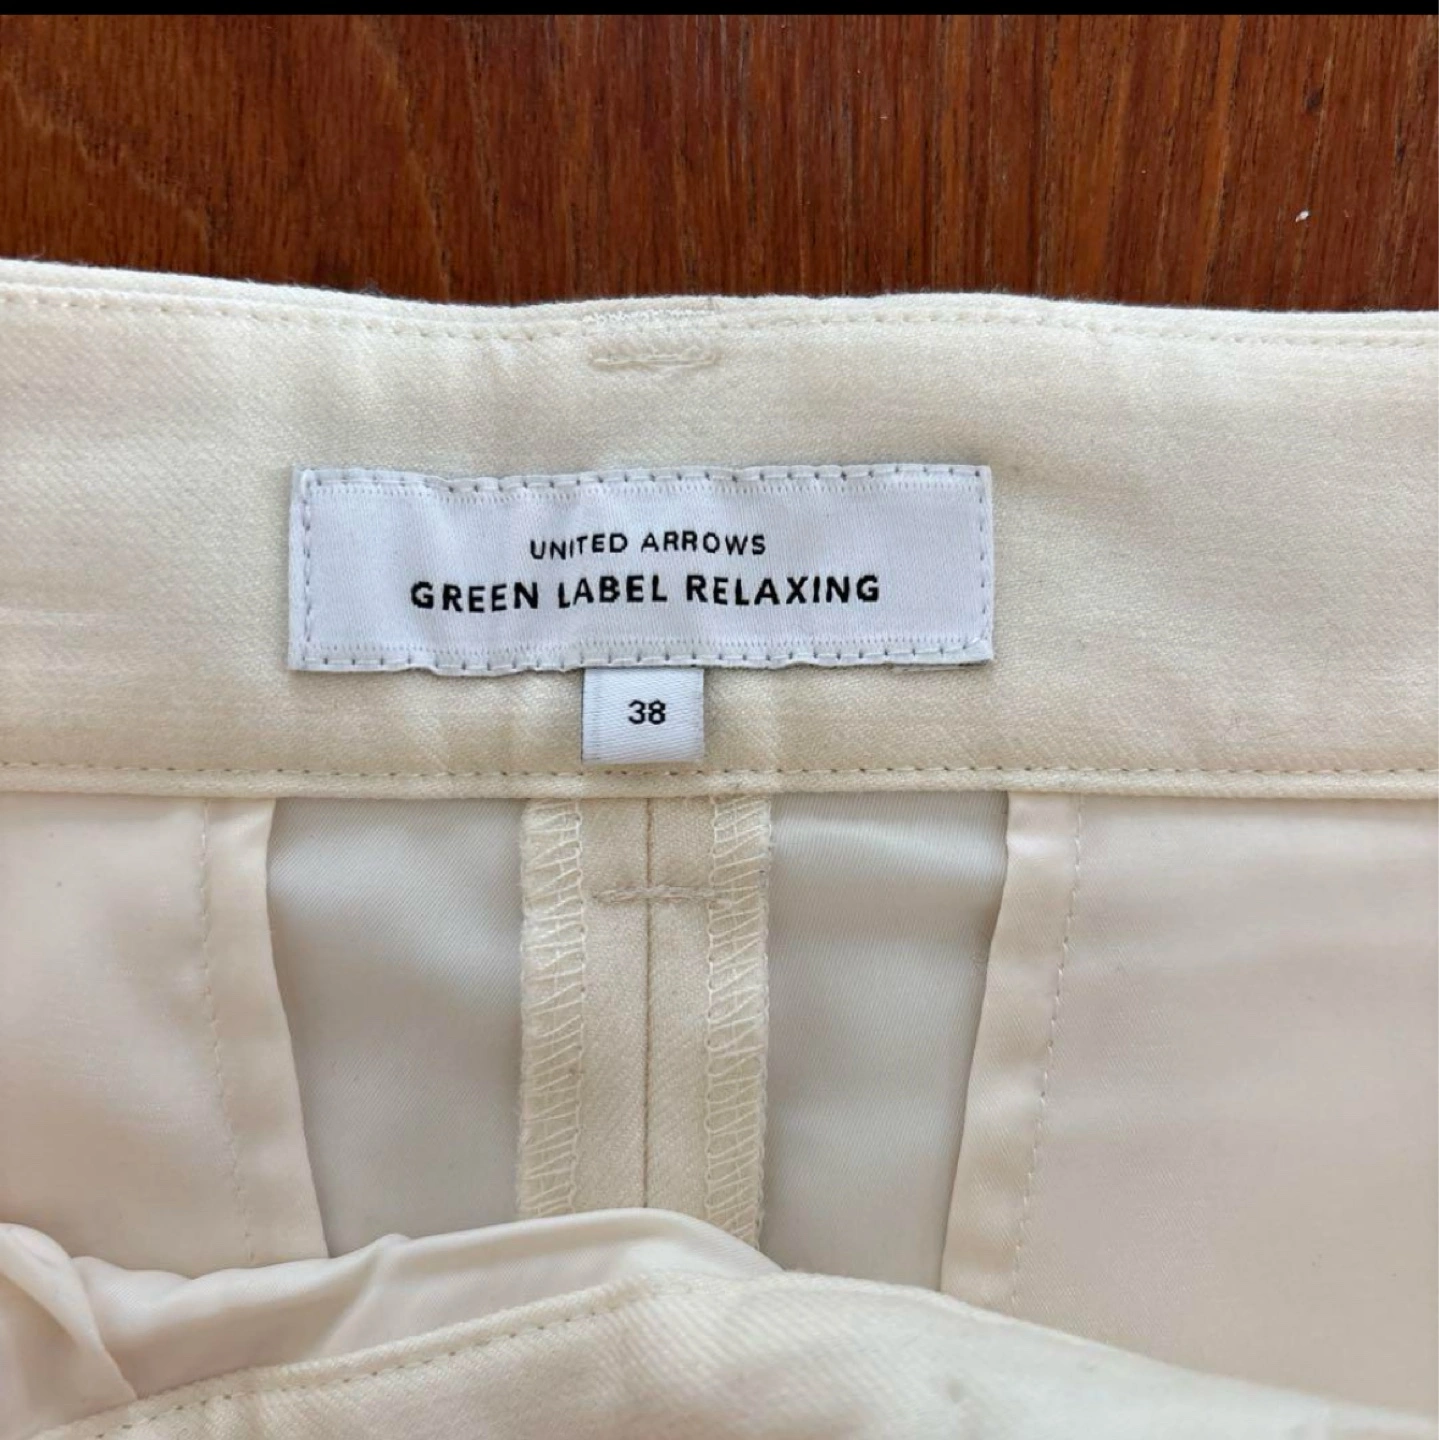 UNITED ARROWS
GREEN LABEL RELAXING
38